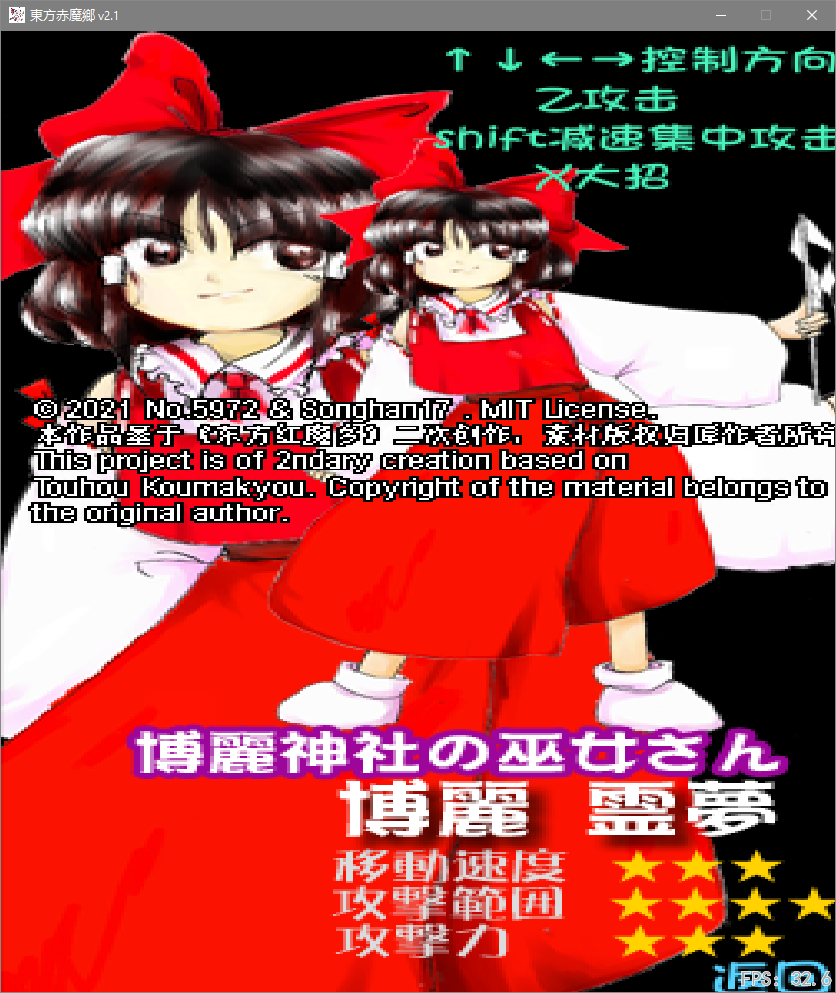 東方赤魔鄉 v2.1
↑ ↓ ← → 控制方向
Z攻击
shift减速集中攻击
X大招
© 2021 No.5972 & Songhan17 . MIT License.
本作品基于《东方红魔乡》二次创作，素材版权归原作者所有
This project is of 2ndary creation based on
Touhou Koumakyou. Copyright of the material belongs to
the original author.
博麗神社の巫女さん
博麗 霊夢
移動速度 ★★★
攻撃範囲 ★★★★
攻撃力 ★★★
返回
FPS: 82.6